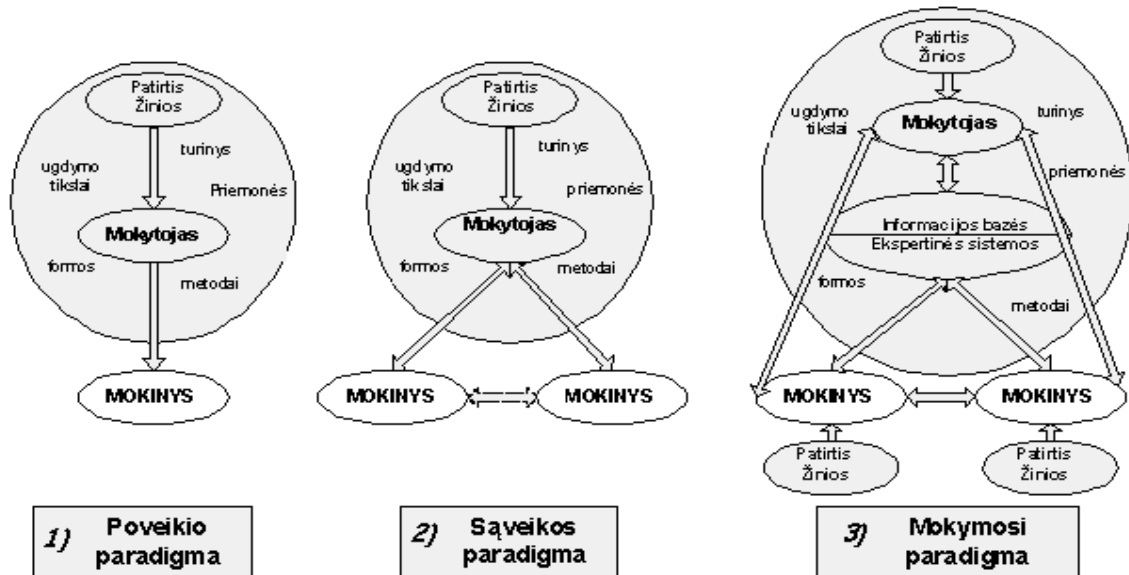 Patirtis
Žinios
turinys
ugdymo
tikslai
Priemonės
Mokytojas
formos
metodai
MOKINYS
1) Poveikio
paradigma
Patirtis
Žinios
turinys
ugdymo
tikslai
priemonės
Mokytojas
formos
metodai
MOKINYS
MOKINYS
2) Sąveikos
paradigma
Patirtis
Žinios
ugdymo
tikslai
turinys
Mokytojas
priemonės
Informacijos bazės
Ekspertinės sistemos
formos
metodai
MOKINYS
MOKINYS
Patirtis
Žinios
Patirtis
Žinios
3) Mokymosi
paradigma